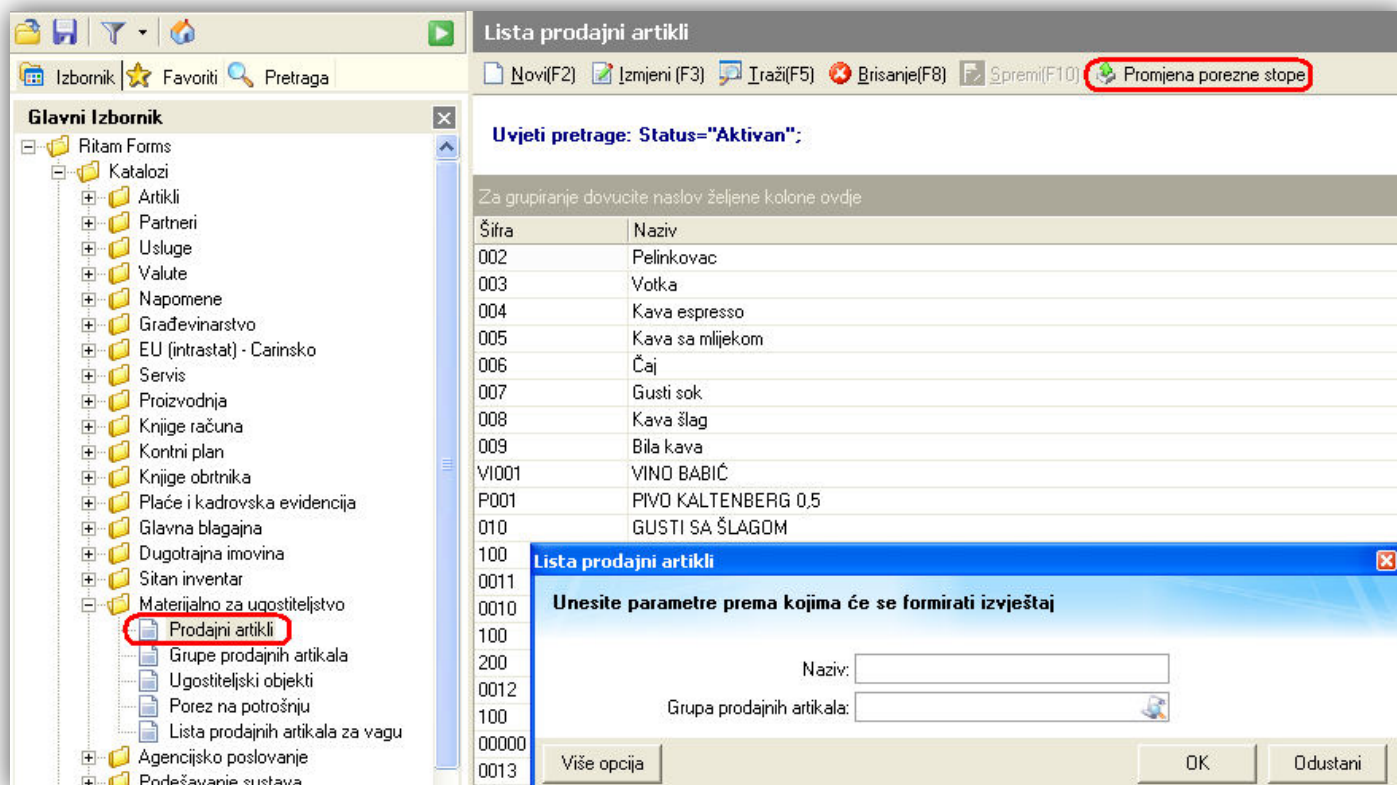 Izbornik Favoriti Pretraga
Glavni Izbornik
Ritam Forms
Katalozi
Artikli
Partneri
Usluge
Valute
Napomene
Građevinarstvo
EU (intrastat) - Carinsko
Servis
Proizvodnja
Knjige računa
Kontni plan
Knjige obrtnika
Plaće i kadrovska evidencija
Glavna blagajna
Dugotrajna imovina
Sitan inventar
Materijalno za ugostiteljstvo
Prodajni artikli
Grupe prodajnih artikala
Ugostiteljski objekti
Porez na potrošnju
Lista prodajnih artikala za vagu
Agencijsko poslovanje
Podešavanje sustava
Lista prodajni artikli
Novi(F2) Izmjeni (F3) Traži(F5) Brisanje(F8) Spremi(F10) Promjena porezne stope
Uvjeti pretrage: Status="Aktivan";
Za grupiranje dovucite naslov željene kolone ovdje
Šifra Naziv
002 Pelinkovac
003 Votka
004 Kava espresso
005 Kava sa mlijekom
006 Čaj
007 Gusti sok
008 Kava šlag
009 Bila kava
VI001 VINO BABIĆ
P001 PIVO KALTENBERG 0,5
010 GUSTI SA ŠLAGOM
100
0011
0010
100
200
0012
100
00000
0013
Lista prodajni artikli
Unesite parametre prema kojima će se formirati izvještaj
Naziv:
Grupa prodajnih artikala:
Više opcija OK Odustani